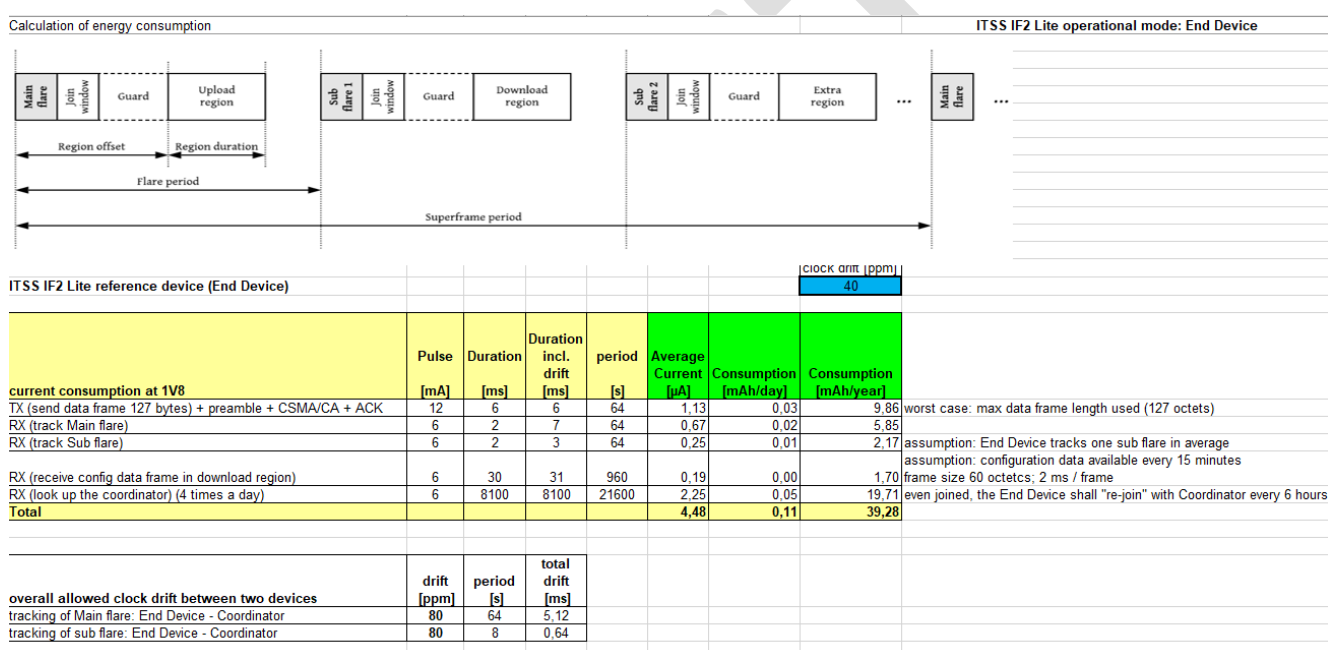 Calculation of energy consumption
ITSS IF2 Lite operational mode: End Device
Main flare
Join window
Guard
Upload region
Sub flare 1
Join window
Guard
Download region
Sub flare 2
Join window
Guard
Extra region
...
Main flare
...
Region offset
Region duration
Flare period
Superframe period
clock drift [ppm]
ITSS IF2 Lite reference device (End Device) 40
current consumption at 1V8 Pulse [mA] Duration [ms] Duration incl. drift [ms] period [s] Average Current [µA] Consumption [mAh/day] Consumption [mAh/year]
TX (send data frame 127 bytes) + preamble + CSMA/CA + ACK 12 6 6 64 1,13 0,03 9,86 worst case: max data frame length used (127 octets)
RX (track Main flare) 6 2 7 64 0,67 0,02 5,85
RX (track Sub flare) 6 2 3 64 0,25 0,01 2,17 assumption: End Device tracks one sub flare in average
assumption: configuration data available every 15 minutes
RX (receive config data frame in download region) 6 30 31 960 0,19 0,00 1,70 frame size 60 octetcs; 2 ms / frame
RX (look up the coordinator) (4 times a day) 6 8100 8100 21600 2,25 0,05 19,71 even joined, the End Device shall "re-join" with Coordinator every 6 hours
Total 4,48 0,11 39,28
overall allowed clock drift between two devices drift [ppm] period [s] total drift [ms]
tracking of Main flare: End Device - Coordinator 80 64 5,12
tracking of sub flare: End Device - Coordinator 80 8 0,64